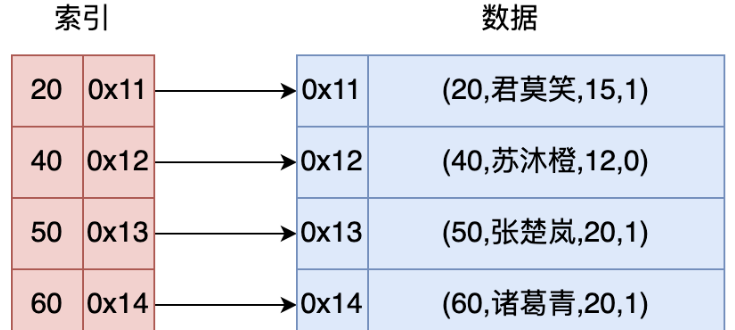 索引 数据
20 0x11 0x11 (20,君莫笑,15,1)
40 0x12 0x12 (40,苏沐橙,12,0)
50 0x13 0x13 (50,张楚岚,20,1)
60 0x14 0x14 (60,诸葛青,20,1)